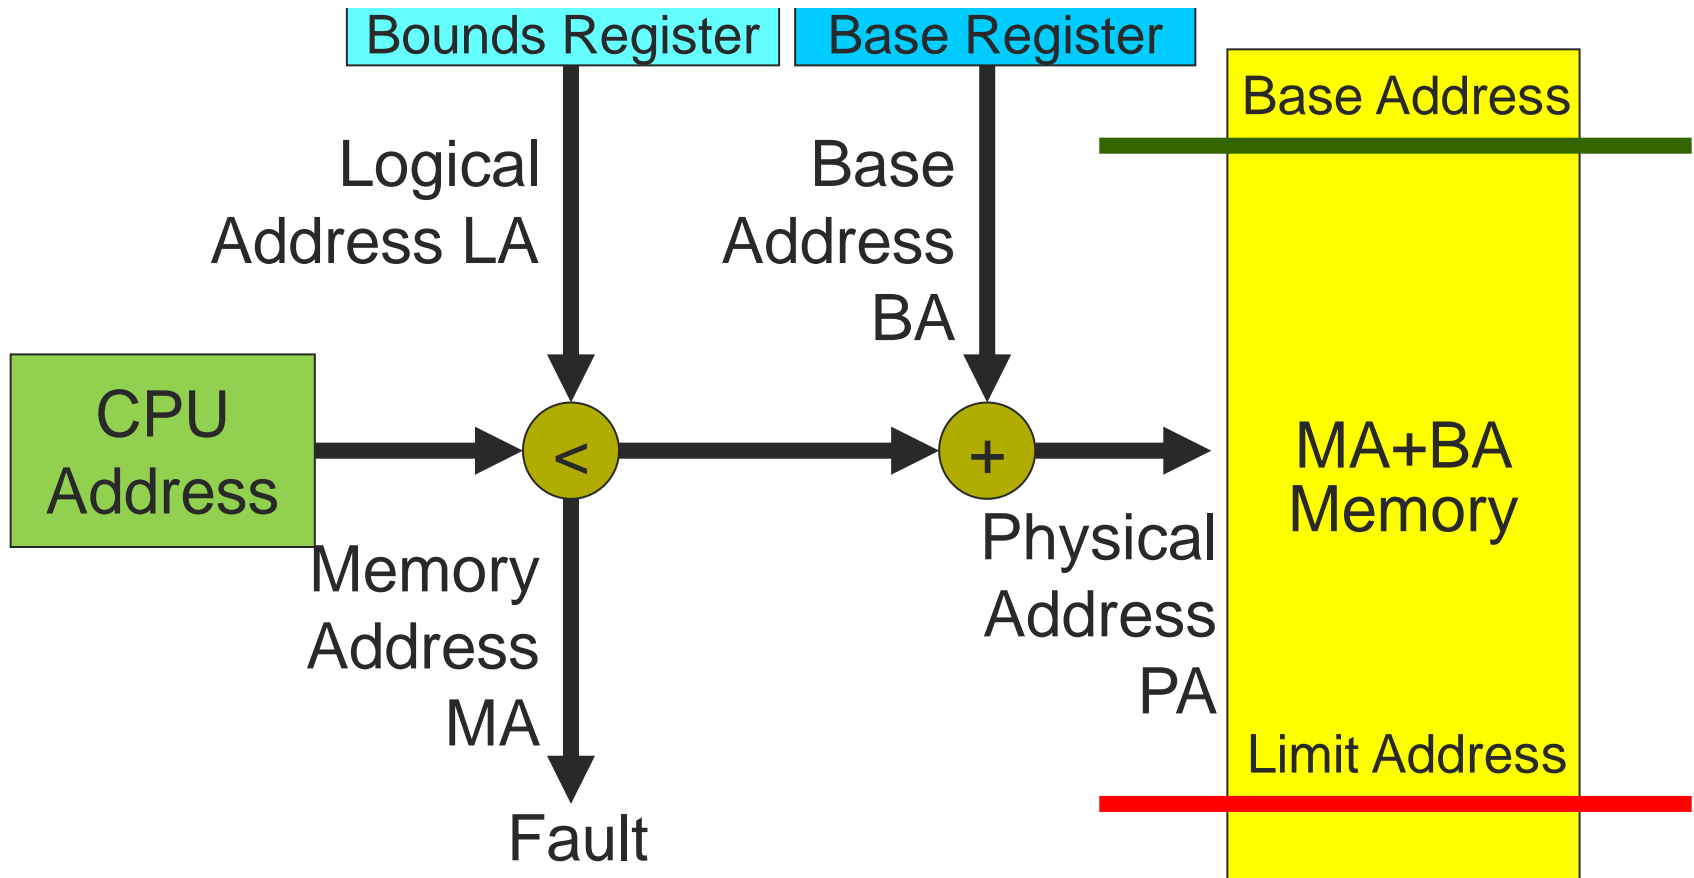 Bounds Register
Base Register
Base Address
Logical
Address LA
Base
Address
BA
CPU
Address
<
+
MA+BA
Memory
Memory
Address
MA
Physical
Address
PA
Limit Address
Fault